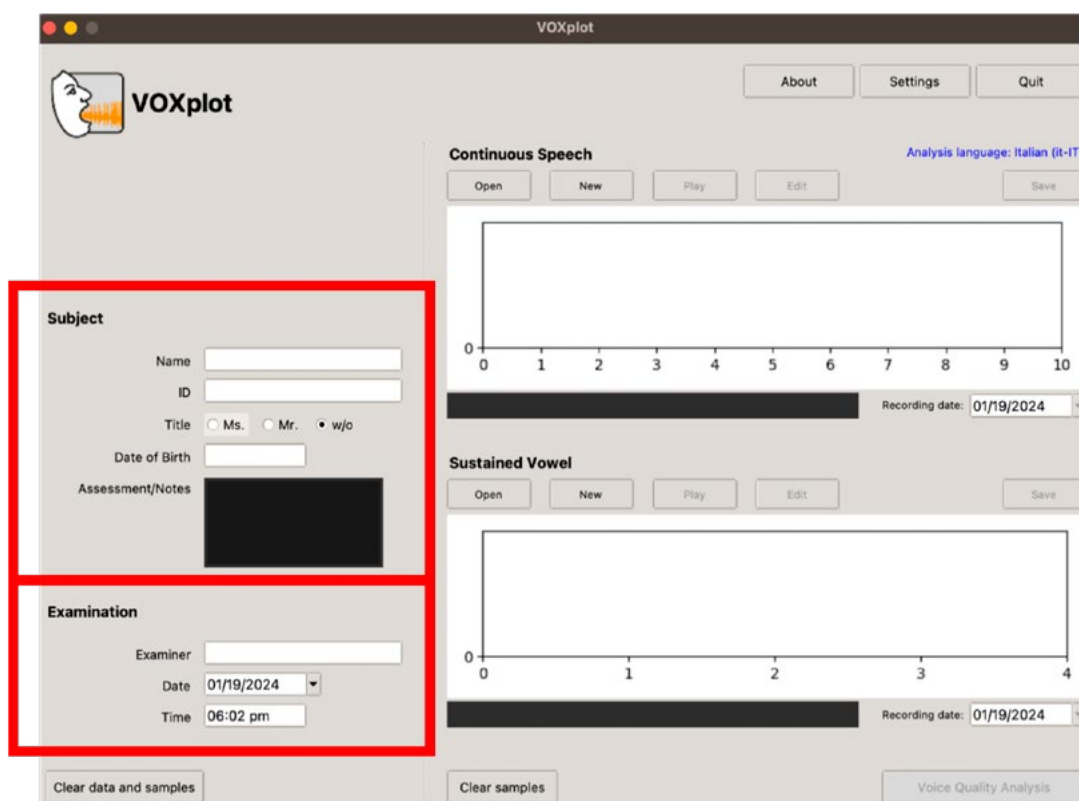 VOXplot
VOXplot
About Settings Quit
Continuous Speech Analysis language: Italian (it-IT
Open New Play Edit Save
0
0 1 2 3 4 5 6 7 8 9 10
Recording date: 01/19/2024
Subject
Name
ID
Title Ms. Mr. w/o
Date of Birth
Assessment/Notes
Sustained Vowel
Open New Play Edit Save
0
0 1 2 3 4
Recording date: 01/19/2024
Examination
Examiner
Date 01/19/2024
Time 06:02 pm
Clear data and samples Clear samples Voice Quality Analysis